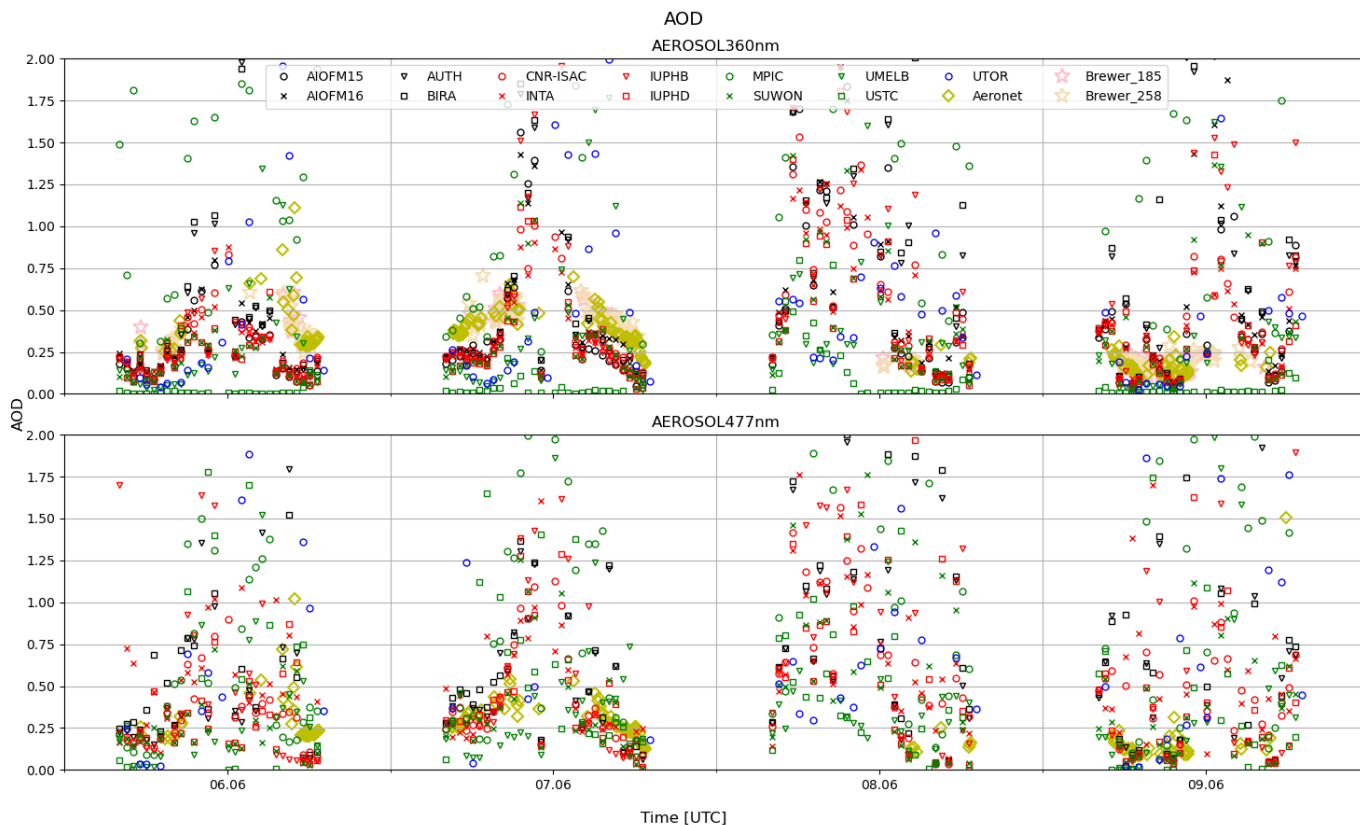 AOD
AEROSOL360nm
AIOFM15 AUTH CNR-ISAC IUPHB MPIC UMELB UTOR Brewer_185
AIOFM16 BIRA INTA IUPHD SUWON USTC Aeronet Brewer_258
2.00
1.75
1.50
1.25
1.00
0.75
0.50
0.25
0.00
AOD
AEROSOL477nm
2.00
1.75
1.50
1.25
1.00
0.75
0.50
0.25
0.00
06.06 07.06 08.06 09.06
Time [UTC]